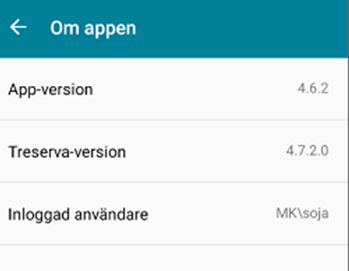 Om appen
App-version 4.6.2
Treserva-version 4.7.2.0
Inloggad användare MK\soja